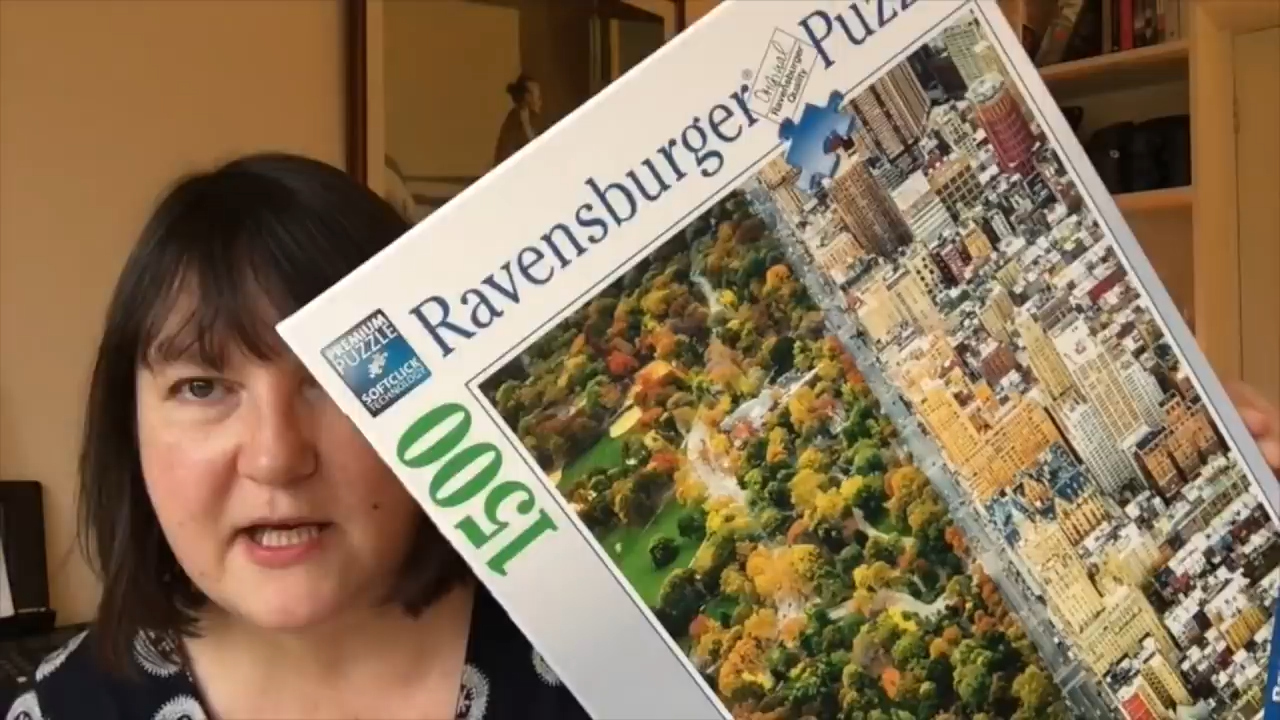 Ravensburger®
Original
Ravensburger
Quality
Puzz
PREMIUM
PUZZLE
SOFTCLICK
TECHNOLOGY
1500